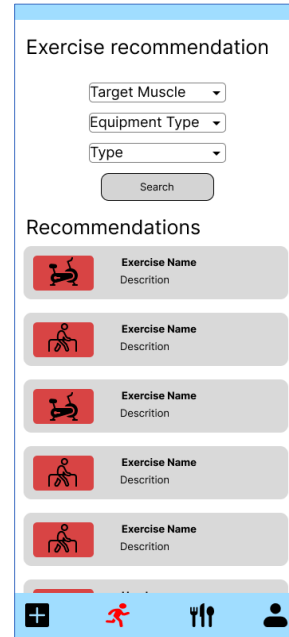 Exercise recommendation
Target Muscle
Equipment Type
Type
Search
Recommendations
Exercise Name
Descrition
Exercise Name
Descrition
Exercise Name
Descrition
Exercise Name
Descrition
Exercise Name
Descrition